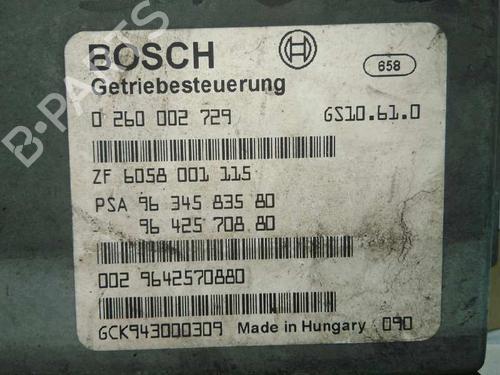 BOSCH
658
Getriebesteuerung
0 260 002 729 GS10.61.0
ZF 6058 001 115
PSA 96 345 835 80
96 425 708 80
002 9642570880
GCK943000309 Made in Hungary 090
B-PARTS